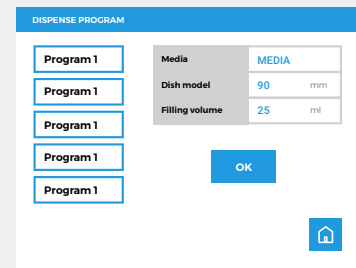 DISPENSE PROGRAM
Program 1
Program 1
Program 1
Program 1
Program 1
Media MEDIA
Dish model 90 mm
Filling volume 25 ml
OK